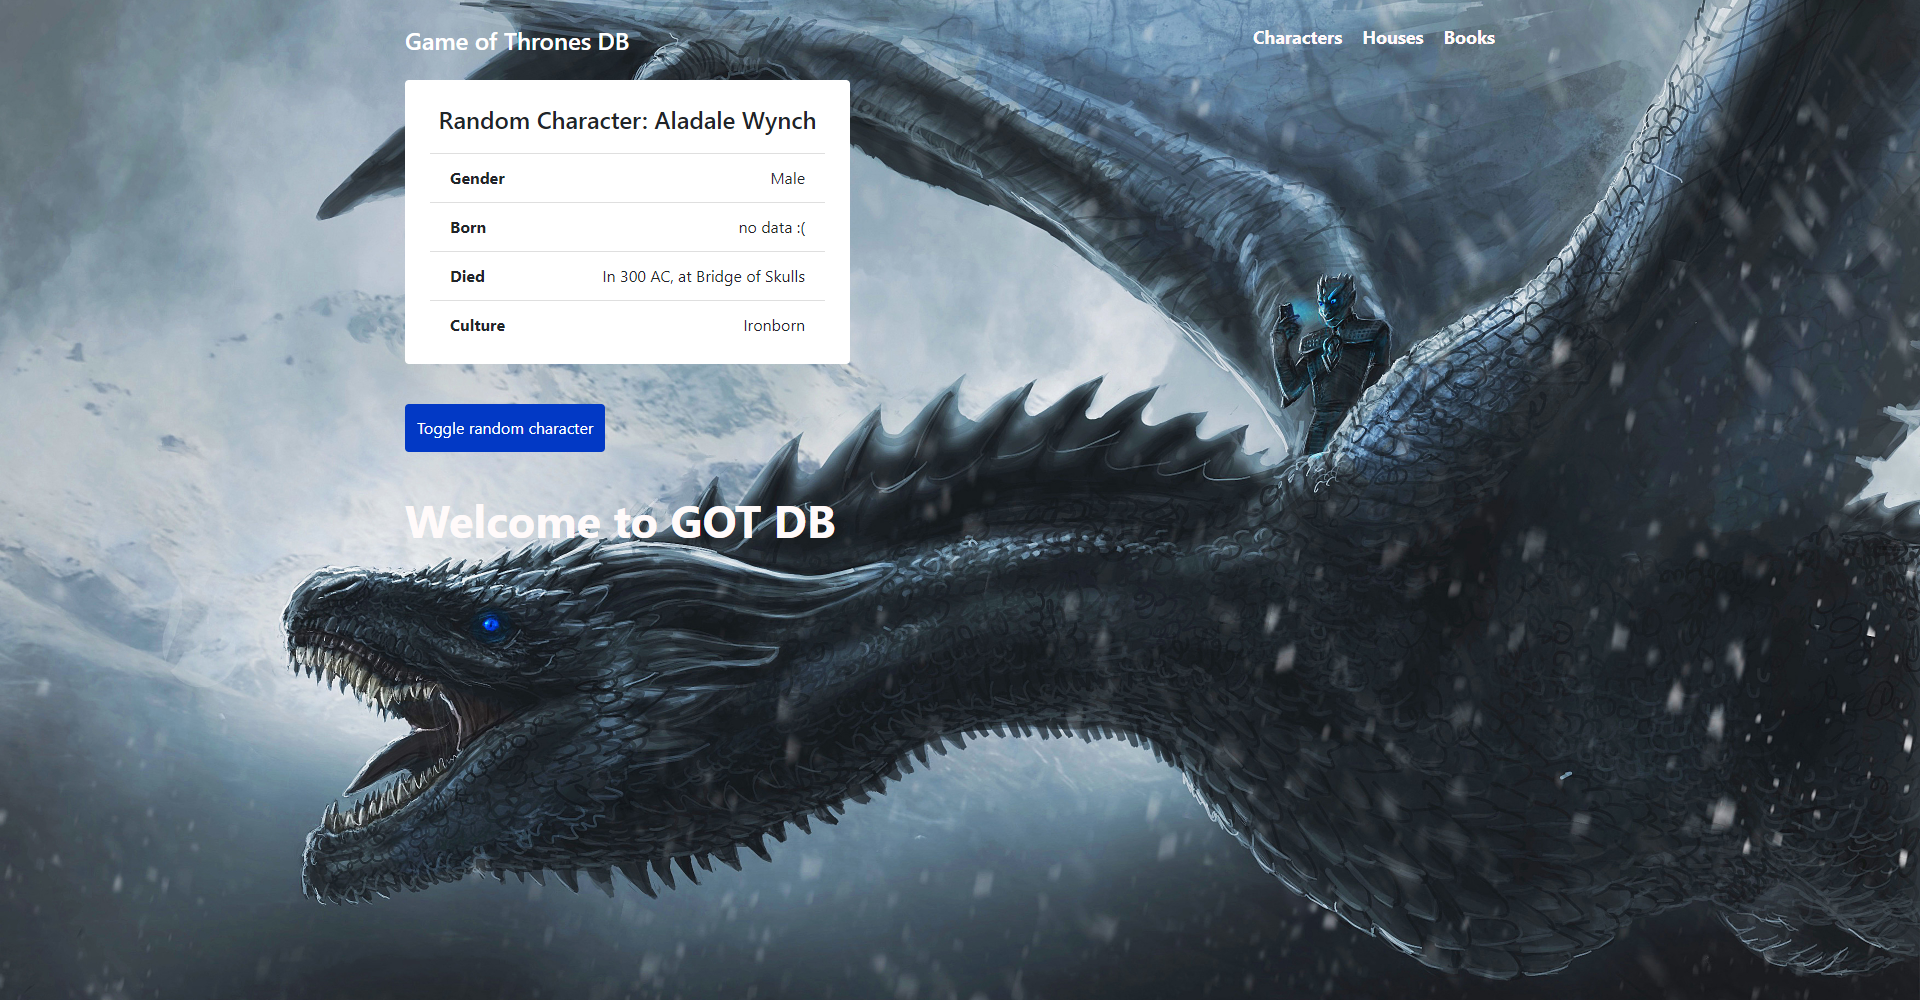 Game of Thrones DB
Characters Houses Books
Random Character: Aladale Wynch
Gender Male
Born no data :(
Died In 300 AC, at Bridge of Skulls
Culture Ironborn
Toggle random character
Welcome to GOT DB